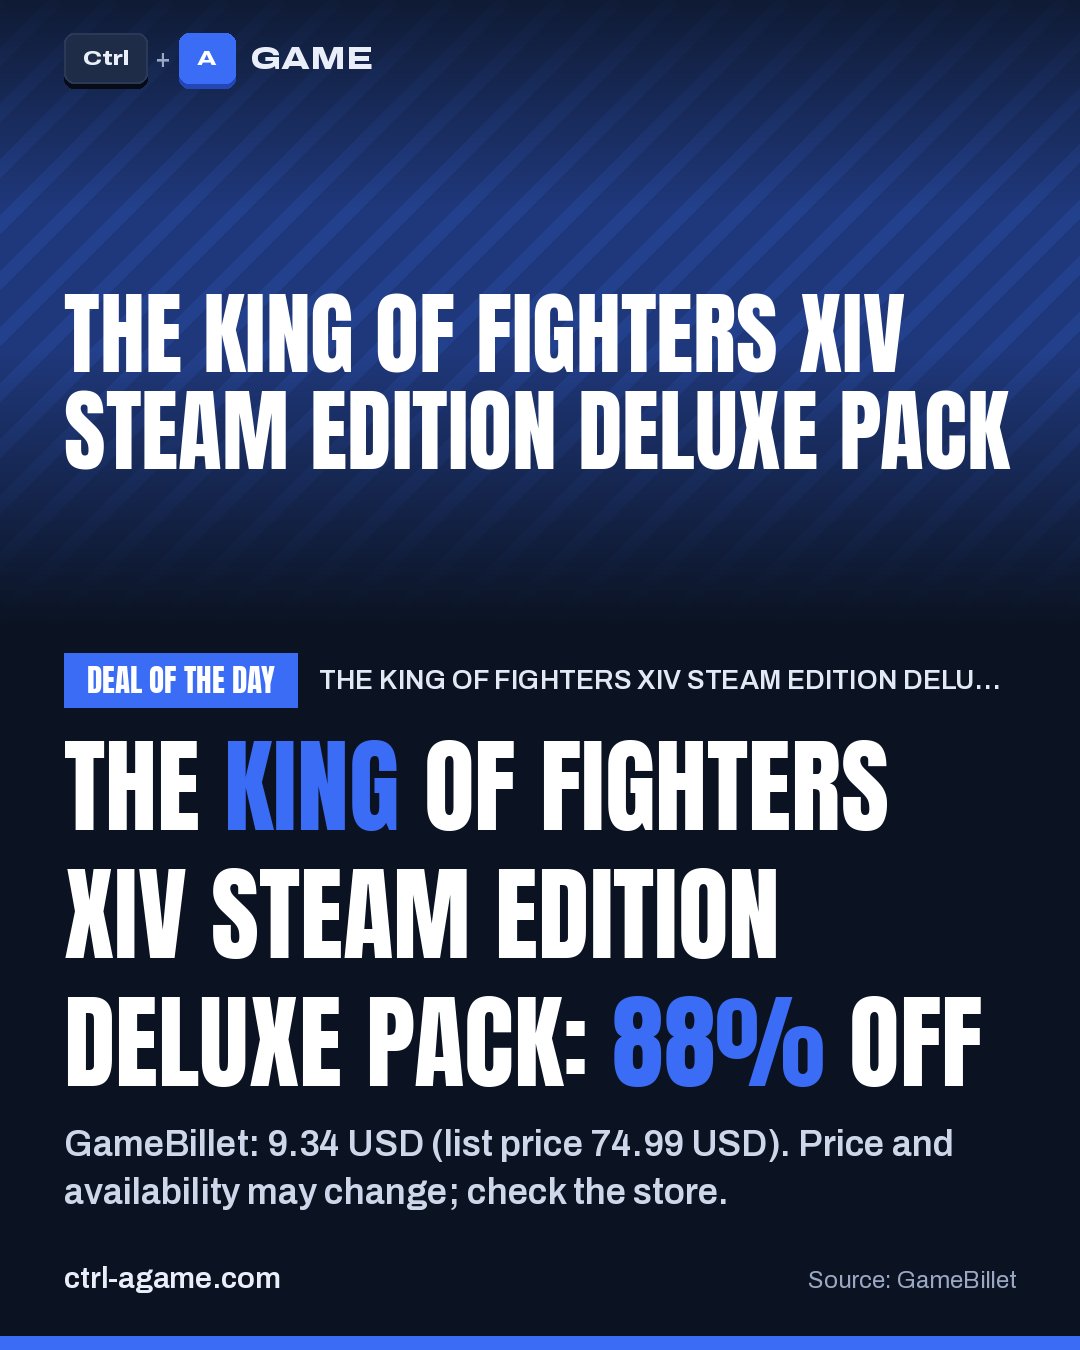 Ctrl + A GAME
THE KING OF FIGHTERS XIV
STEAM EDITION DELUXE PACK
DEAL OF THE DAY THE KING OF FIGHTERS XIV STEAM EDITION DELU...
THE KING OF FIGHTERS
XIV STEAM EDITION
DELUXE PACK: 88% OFF
GameBillet: 9.34 USD (list price 74.99 USD). Price and
availability may change; check the store.
ctrl-agame.com Source: GameBillet